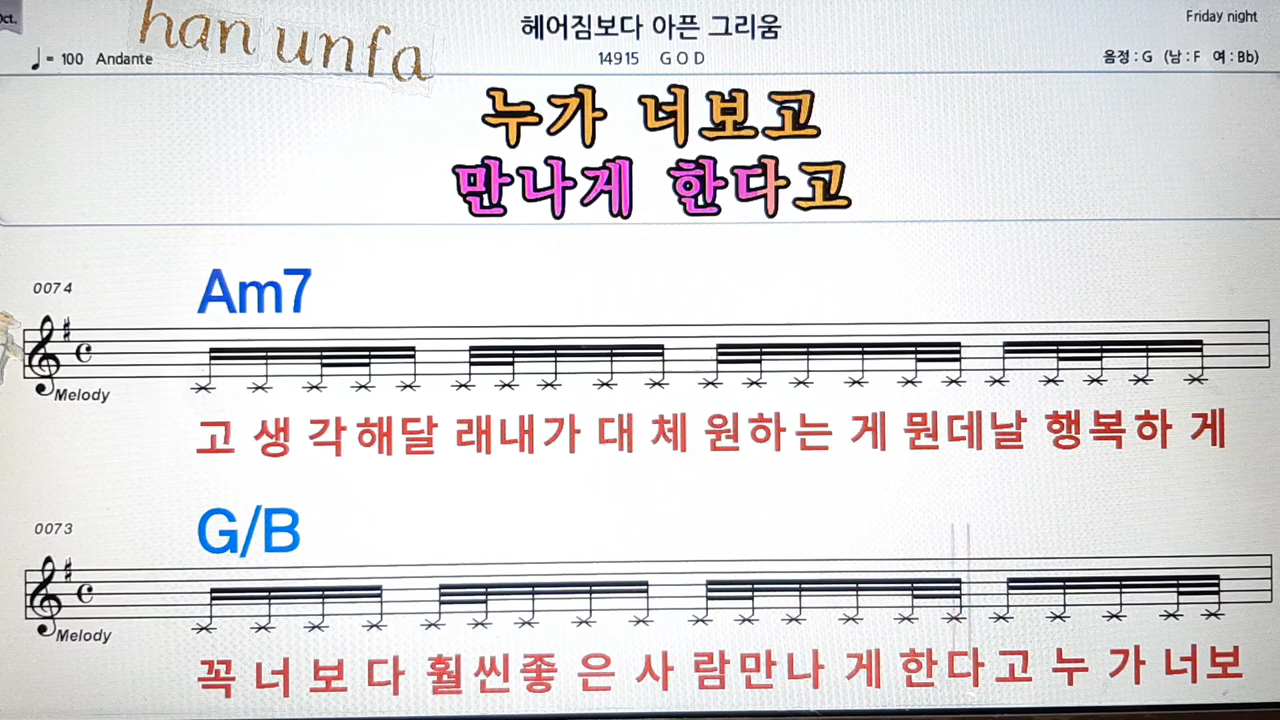 oct.
han unfa
헤어짐보다 아픈 그리움
Friday night
♩ = 100 Andante
14915 G O D
음정 : G (남 : F 여 : Bb)
누가 너보고
만나게 한다고
0074
Am7
Melody
고 생 각해달 래내가 대 체 원하는 게 뭔데날 행복하 게
0073
G/B
Melody
꼭 너 보 다 훨씬좋 은 사 람만나 게 한다고 누 가 너보